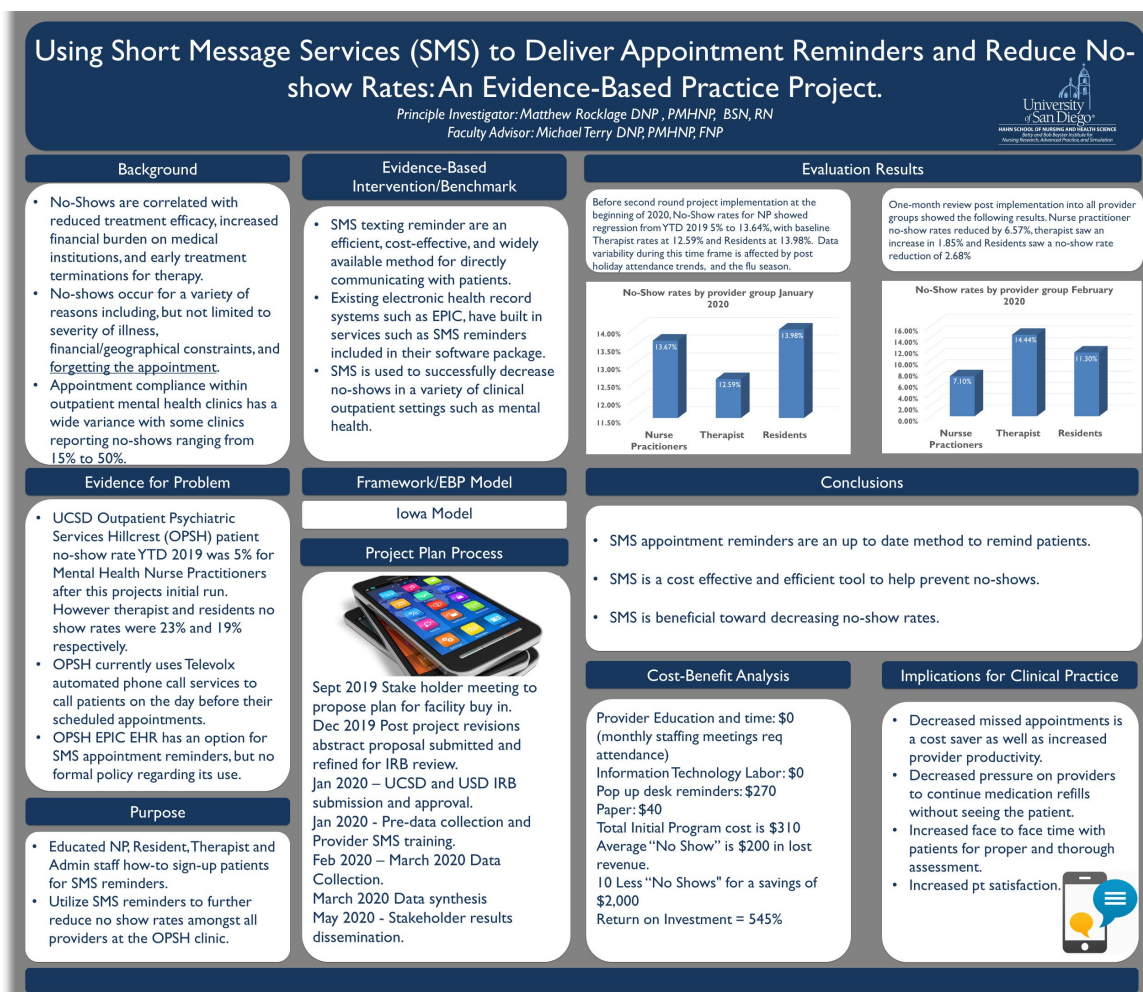 Using Short Message Services (SMS) to Deliver Appointment Reminders and Reduce No-
show Rates: An Evidence-Based Practice Project.
Principle Investigator: Matthew Rocklage DNP , PMHNP, BSN, RN
Faculty Advisor: Michael Terry DNP, PMHNP, FNP
University
of San Diego®
HAHN SCHOOL OF NURSING AND HEALTH SCIENCE
Betty and Bob Beyster Institute for
Nursing Research, Advanced Practice, and Simulation
Background
• No-Shows are correlated with
reduced treatment efficacy, increased
financial burden on medical
institutions, and early treatment
terminations for therapy.
• No-shows occur for a variety of
reasons including, but not limited to
severity of illness,
financial/geographical constraints, and
forgetting the appointment.
• Appointment compliance within
outpatient mental health clinics has a
wide variance with some clinics
reporting no-shows ranging from
15% to 50%.
Evidence for Problem
• UCSD Outpatient Psychiatric
Services Hillcrest (OPSH) patient
no-show rate YTD 2019 was 5% for
Mental Health Nurse Practitioners
after this projects initial run.
However therapist and residents no
show rates were 23% and 19%
respectively.
• OPSH currently uses Televolx
automated phone call services to
call patients on the day before their
scheduled appointments.
• OPSH EPIC EHR has an option for
SMS appointment reminders, but no
formal policy regarding its use.
Purpose
• Educated NP, Resident, Therapist and
Admin staff how-to sign-up patients
for SMS reminders.
• Utilize SMS reminders to further
reduce no show rates amongst all
providers at the OPSH clinic.
Evidence-Based
Intervention/Benchmark
• SMS texting reminder are an
efficient, cost-effective, and widely
available method for directly
communicating with patients.
• Existing electronic health record
systems such as EPIC, have built in
services such as SMS reminders
included in their software package.
• SMS is used to successfully decrease
no-shows in a variety of clinical
outpatient settings such as mental
health.
Framework/EBP Model
Iowa Model
Project Plan Process
Sept 2019 Stake holder meeting to
propose plan for facility buy in.
Dec 2019 Post project revisions
abstract proposal submitted and
refined for IRB review.
Jan 2020 – UCSD and USD IRB
submission and approval.
Jan 2020 - Pre-data collection and
Provider SMS training.
Feb 2020 – March 2020 Data
Collection.
March 2020 Data synthesis
May 2020 - Stakeholder results
dissemination.
Evaluation Results
Before second round project implementation at the
beginning of 2020, No-Show rates for NP showed
regression from YTD 2019 5% to 13.64%, with baseline
Therapist rates at 12.59% and Residents at 13.98%. Data
variability during this time frame is affected by post
holiday attendance trends, and the flu season.
One-month review post implementation into all provider
groups showed the following results. Nurse practitioner
no-show rates reduced by 6.57%, therapist saw an
increase in 1.85% and Residents saw a no-show rate
reduction of 2.68%
No-Show rates by provider group January
2020
14.00%
13.50%
13.00%
12.50%
12.00%
11.50%
13.67%
12.59%
13.98%
Nurse
Pracitioners
Therapist
Residents
No-Show rates by provider group February
2020
16.00%
14.00%
12.00%
10.00%
8.00%
6.00%
4.00%
2.00%
0.00%
7.10%
14.44%
11.30%
Nursse
Practioners
Therapist
Residents
Conclusions
• SMS appointment reminders are an up to date method to remind patients.
• SMS is a cost effective and efficient tool to help prevent no-shows.
• SMS is beneficial toward decreasing no-show rates.
Cost-Benefit Analysis
Provider Education and time: $0
(monthly staffing meetings req
attendance)
Information Technology Labor: $0
Pop up desk reminders: $270
Paper: $40
Total Initial Program cost is $310
Average “No Show” is $200 in lost
revenue.
10 Less “No Shows" for a savings of
$2,000
Return on Investment = 545%
Implications for Clinical Practice
• Decreased missed appointments is
a cost saver as well as increased
provider productivity.
• Decreased pressure on providers
to continue medication refills
without seeing the patient.
• Increased face to face time with
patients for proper and thorough
assessment.
• Increased pt satisfaction.